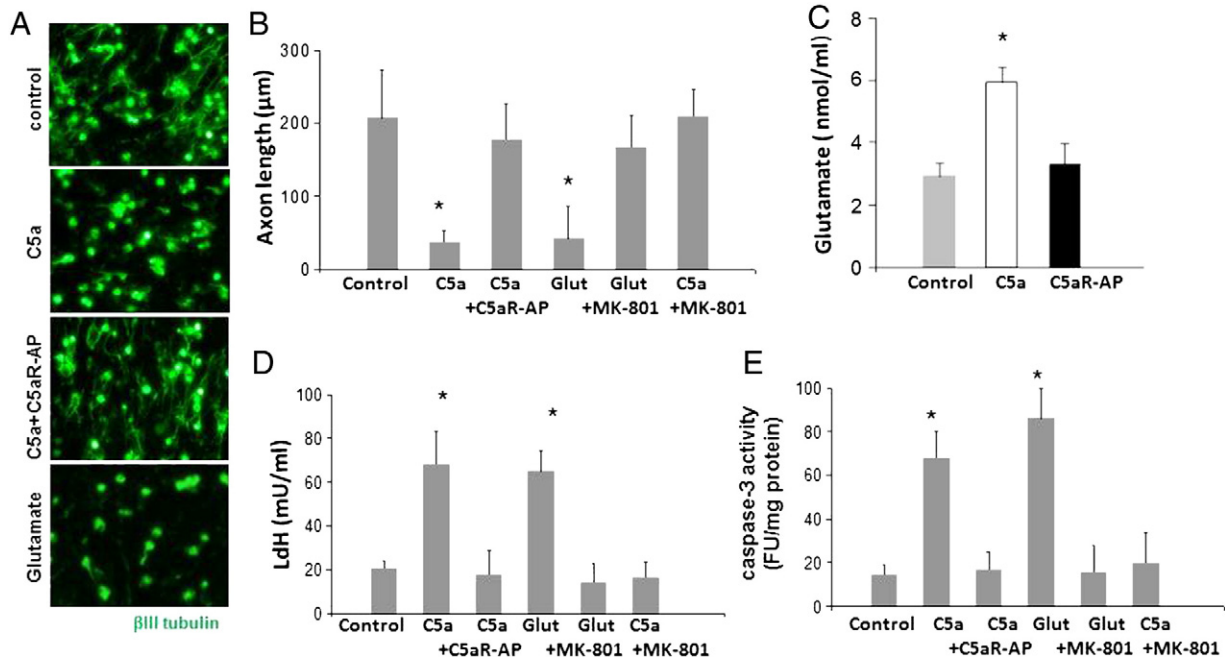 A
control
C5a
C5a+C5aR-AP
Glutamate
βIII tubulin
B
Axon length (µm)
300
200
100
0
*
*
Control C5a C5a Glut Glut C5a
+C5aR-AP +MK-801 +MK-801
C
Glutamate ( nmol/ml)
8
6
4
2
0
*
Control C5a C5aR-AP
D
LdH (mU/ml)
100
80
60
40
20
0
*
*
Control C5a C5a Glut Glut C5a
+C5aR-AP +MK-801 +MK-801
E
caspase-3 activity
(FU/mg protein)
100
80
60
40
20
0
*
*
Control C5a C5a Glut Glut C5a
+C5aR-AP +MK-801 +MK-801